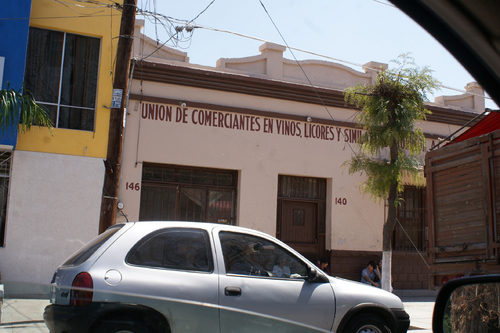 UNION DE COMERCIANTES EN VINOS, LICORES Y
146
140